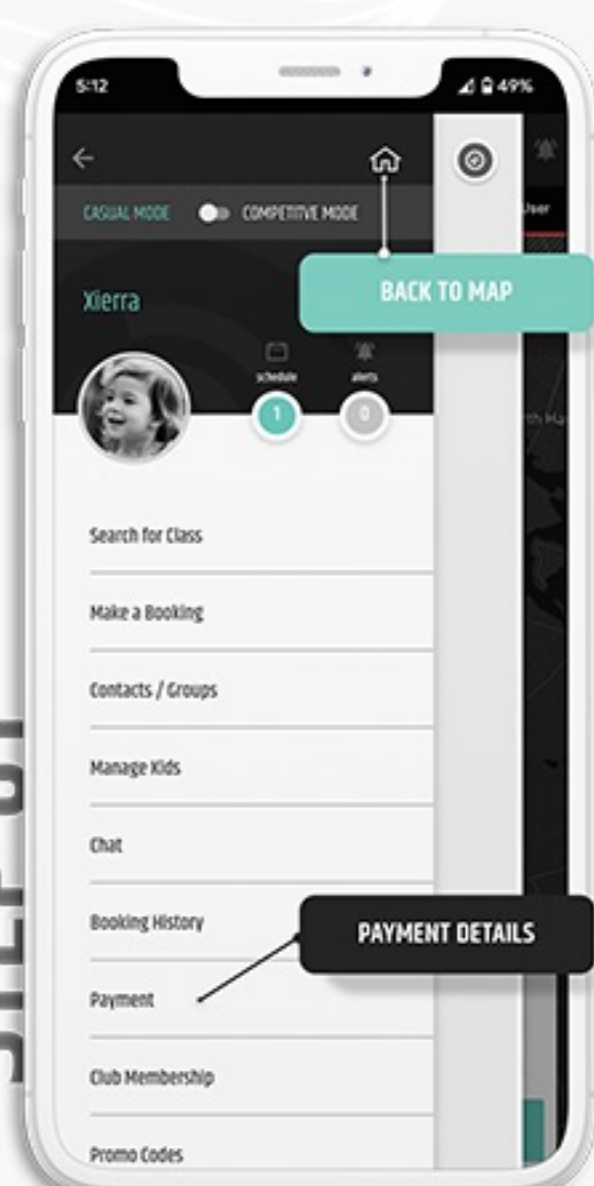 5:12
49%
CASUAL MODE COMPETITIVE MODE
BACK TO MAP
User
Xierra
schedule alerts
1 0
Search for Class
Make a Booking
Contacts / Groups
Manage Kids
Chat
Booking History
PAYMENT DETAILS
Payment
Club Membership
Promo Codes